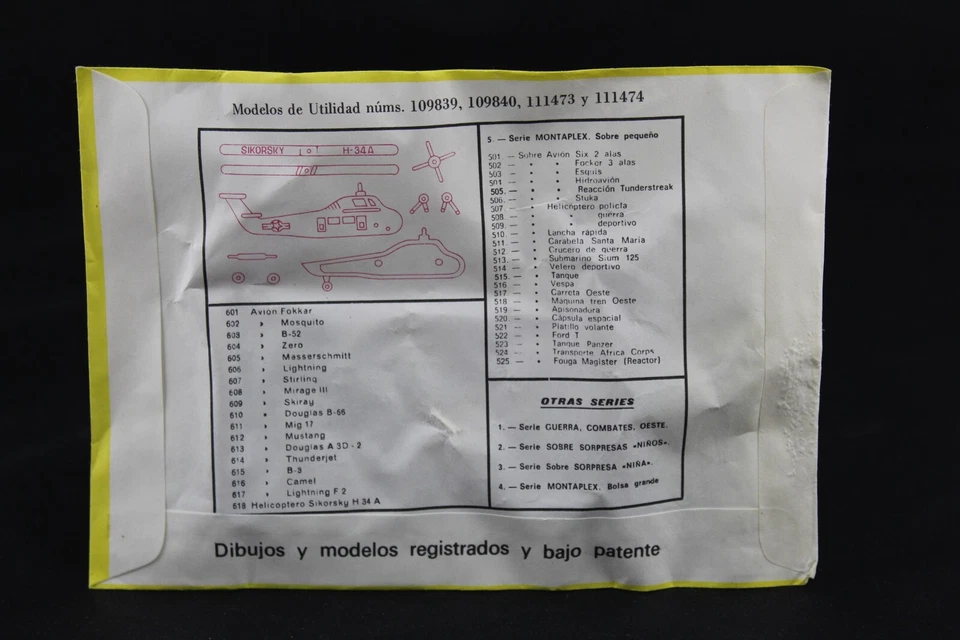 Modelos de Utilidad núms. 109839, 109840, 111473 y 111474
SIKORSKY H-34A
601 Avión Fokkar
602 » Mosquito
603 » B-52
604 » Zero
605 » Masserschmitt
606 » Lightning
607 » Stirling
608 » Mirage III
609 » Skiray
610 » Douglas B-66
611 » Mig 17
612 » Mustang
613 » Douglas A 3D-2
614 » Thunderjet
615 » B-3
616 » Camel
617 » Lightning F 2
618 Helicoptero Sikorsky H 34 A
5. — Serie MONTAPLEX. Sobre pequeño
501. — Sobre Avión Six 2 alas
502 — » » Focker 3 alas
503 — » » Esquis
501 — » » Hidroavión
505. — » » Reacción Tunderstreak
506. — » » Stuka
507. — » Helicóptero policía
508 — » » guerra
509. — » » deportivo
510. — » Lancha rápida
511. — » Carabela Santa María
512. — » Crucero de guerra
513. — » Submarino Sium 125
514 — » Velero deportivo
515. — » Tanque
516 — » Vespa
517 — » Carreta Oeste
518 — » Maquina tren Oeste
519 — » Apisonadura
520. — » Cápsula espacial
521 — » Platillo volante
522 — » Ford T
523 — » Tanque Panzer
524 — » Transporte Africa Corps
525. — » Fouga Magister (Reactor)
OTRAS SERIES
1. — Serie GUERRA, COMBATES, OESTE.
2. — Serie SOBRE SORPRESAS «NIÑOS».
3. — Serie Sobre SORPRESA «NIÑA».
4. — Serie MONTAPLEX. Bolsa grande
Dibujos y modelos registrados y bajo patente